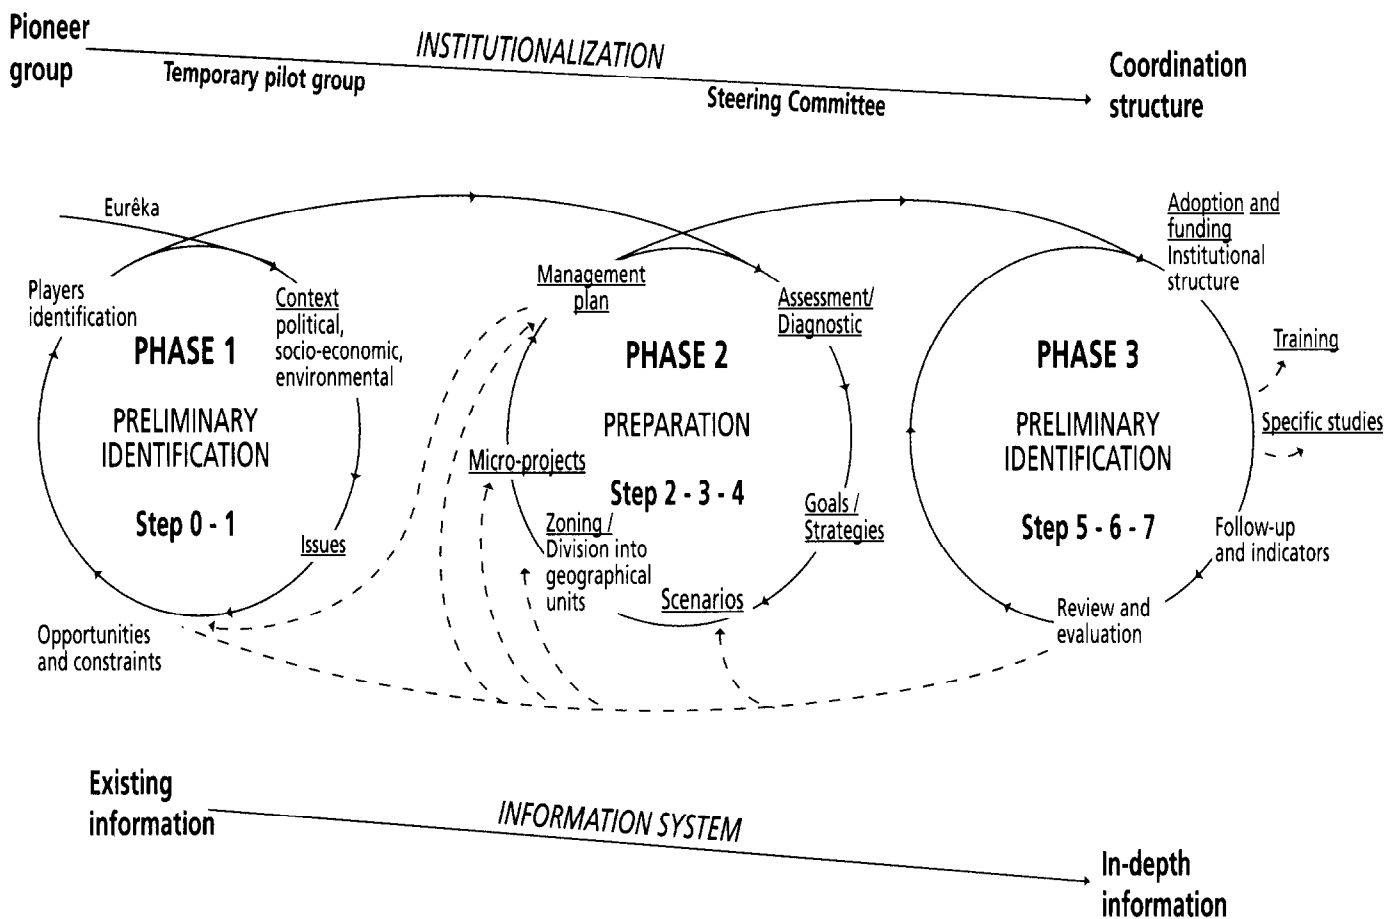 Pioneer
group
INSTITUTIONALIZATION
Temporary pilot group
Steering Committee
Coordination
structure
Eurêka
Players
identification
Context
political,
socio-economic,
environmental
PHASE 1
PRELIMINARY
IDENTIFICATION
Step 0 - 1
Issues
Opportunities
and constraints
Management
plan
Assessment/
Diagnostic
PHASE 2
PREPARATION
Step 2 - 3 - 4
Micro-projects
Zoning /
Division into
geographical
units
Goals /
Strategies
Scenarios
Adoption and
funding
Institutional
structure
PHASE 3
PRELIMINARY
IDENTIFICATION
Step 5 - 6 - 7
Training
Specific studies
Follow-up
and indicators
Review and
evaluation
Existing
information
INFORMATION SYSTEM
In-depth
information